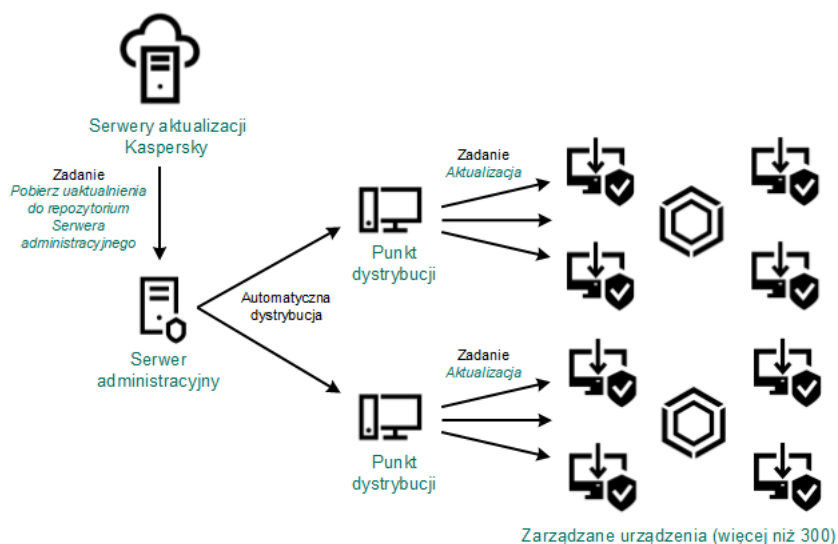 Serwery aktualizacji
Kaspersky
Zadanie
Pobierz uaktualnienia
do repozytorium
Serwera
administracyjnego
Serwer
administracyjny
Automatyczna
dystrybucja
Punkt
dystrybucji
Zadanie
Aktualizacja
Punkt
dystrybucji
Zadanie
Aktualizacja
Zarządzane urządzenia (więcej niż 300)